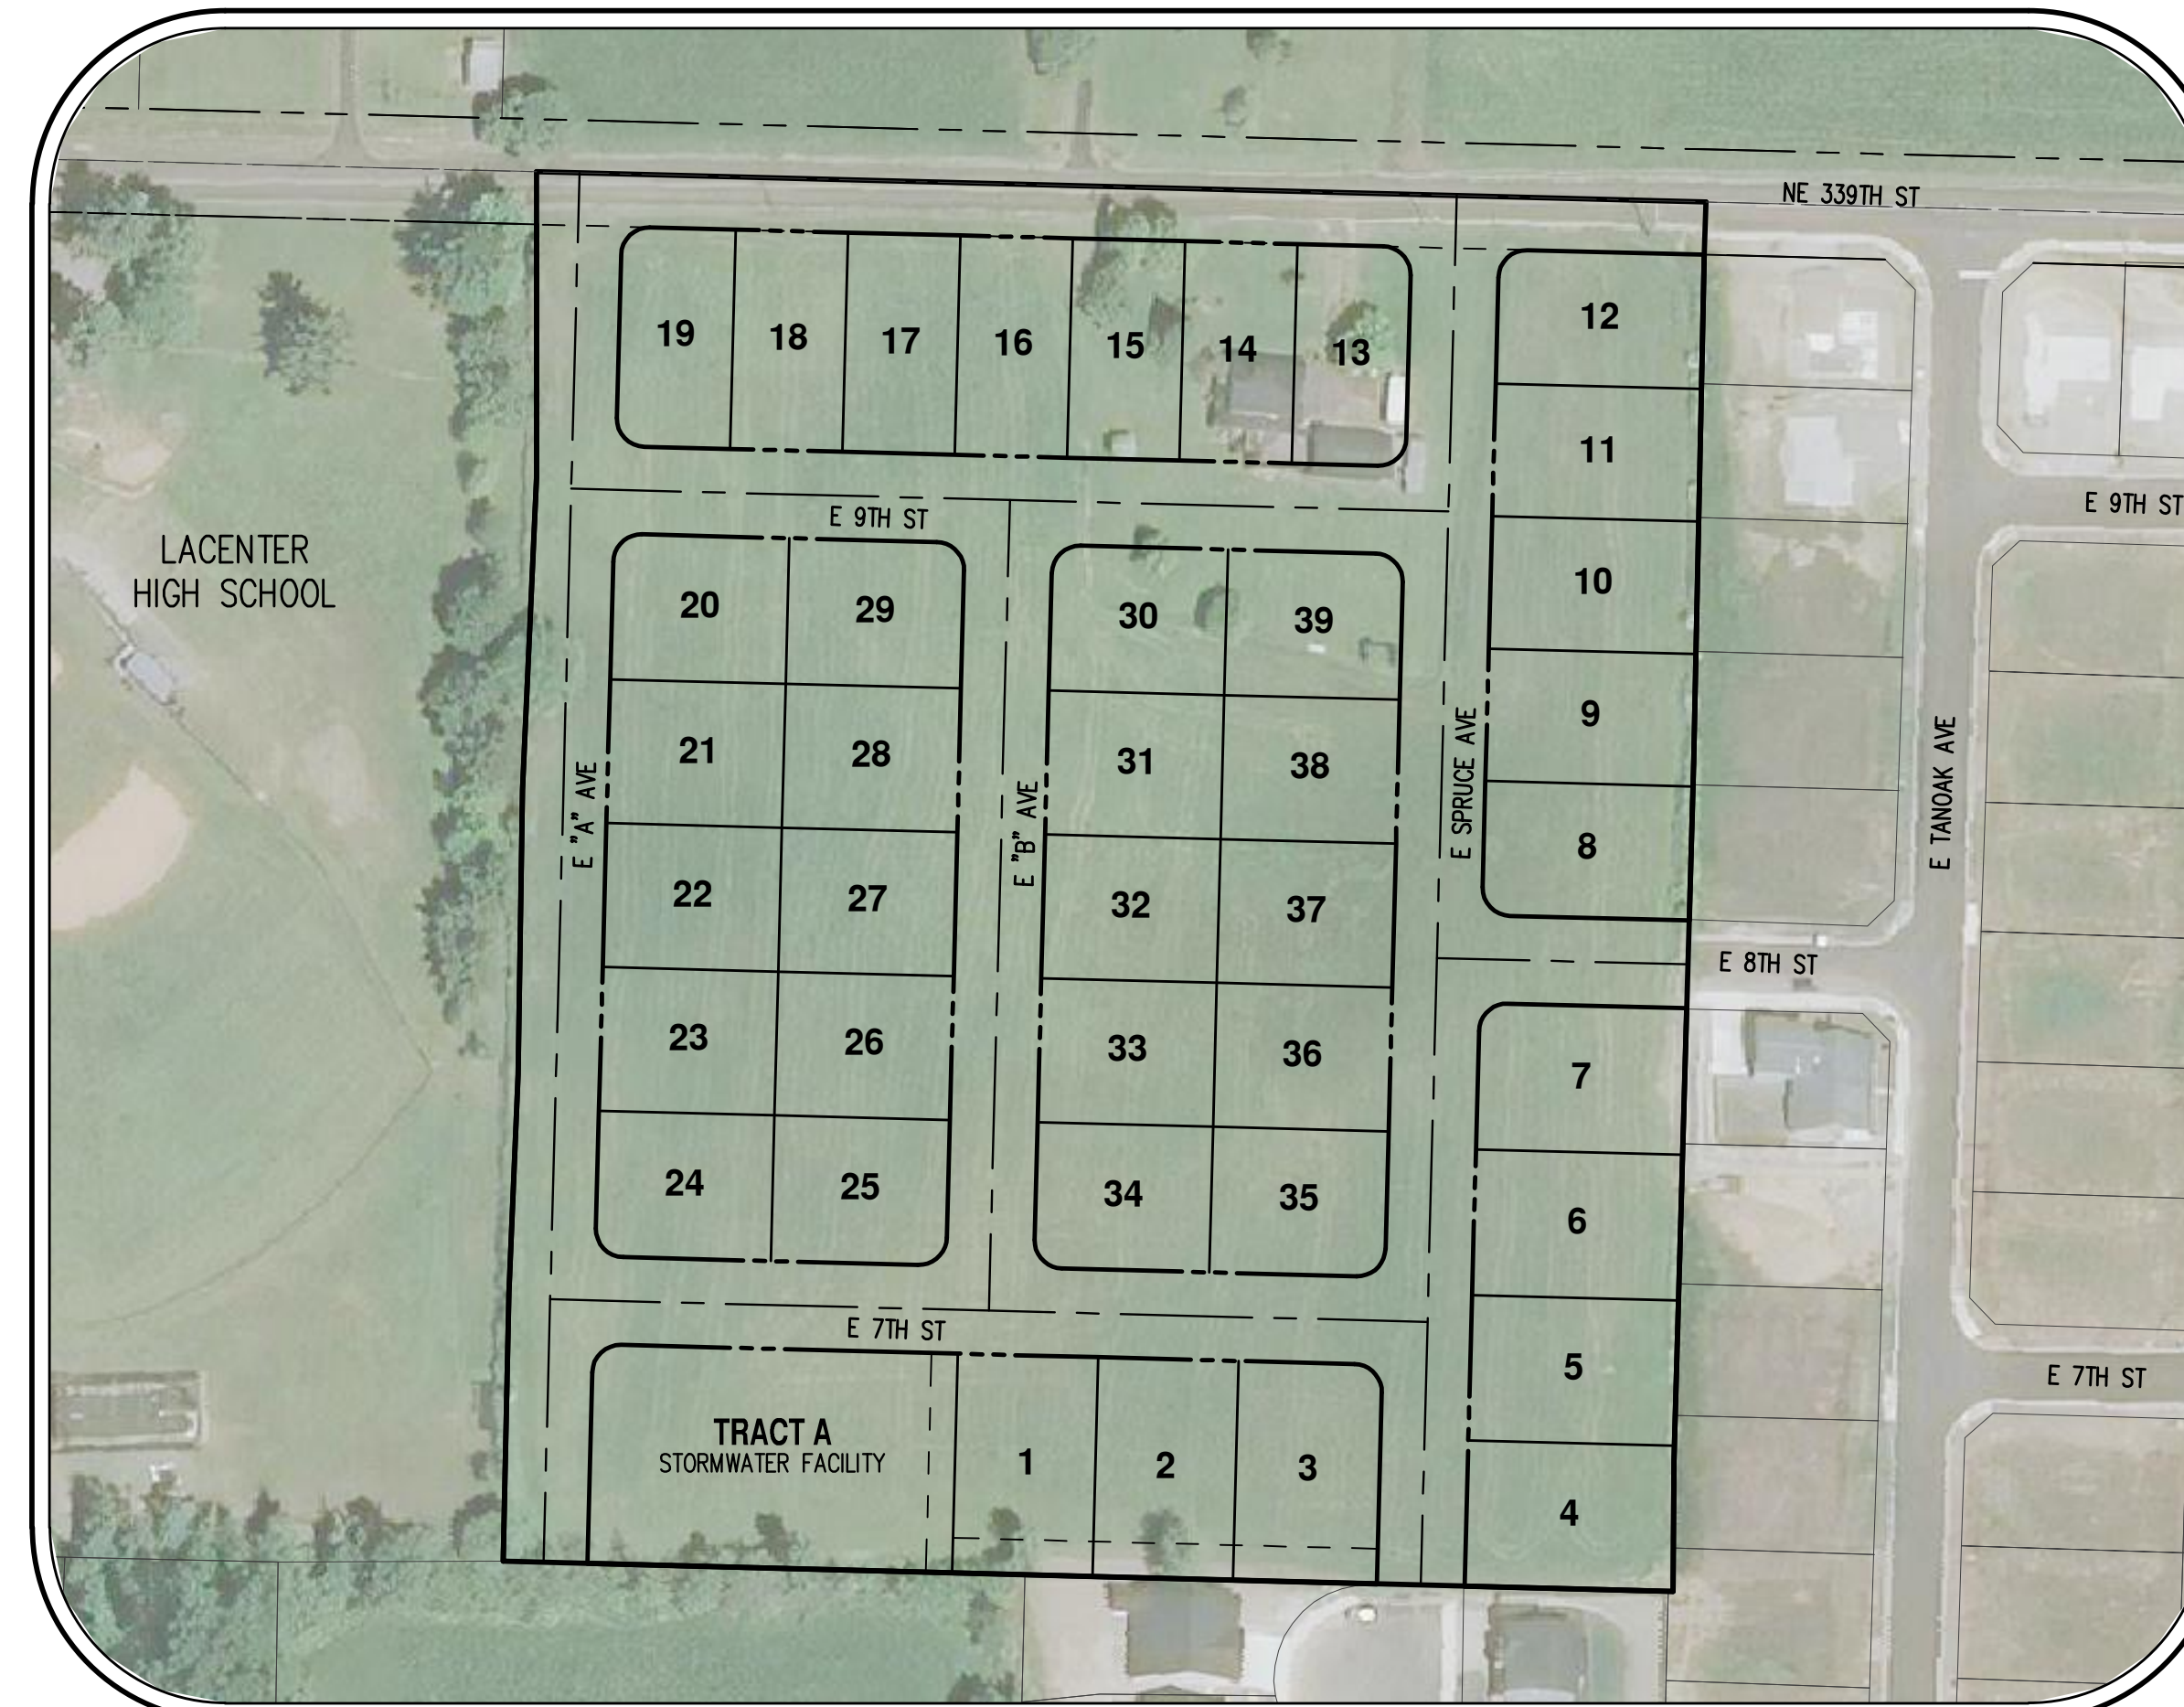 NE 339TH ST
12
19
18
17
16
15
14
13
11
E 9TH ST
E 9TH ST
LACENTER
HIGH SCHOOL
20
29
30
39
10
21
28
31
38
9
E "A" AVE
E "B" AVE
E SPRUCE AVE
E TANOAK AVE
22
27
32
37
8
E 8TH ST
23
26
33
36
7
24
25
34
35
6
E 7TH ST
E 7TH ST
5
TRACT A
STORMWATER FACILITY
1
2
3
4